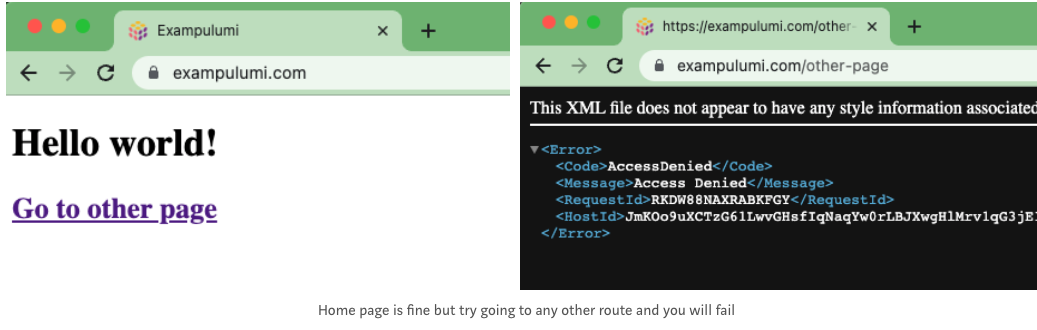 Exampulumi
exampulumi.com
Hello world!
Go to other page
https://exampulumi.com/other-
exampulumi.com/other-page
This XML file does not appear to have any style information associated
<Error>
<Code>AccessDenied</Code>
<Message>Access Denied</Message>
<RequestId>RKDW88NAXRABKFGY</RequestId>
<HostId>JmKOo9uXCTzG6lLwvGHsfIqNaqYw0rLBJXwgHlMrv1qG3jE
</Error>
Home page is fine but try going to any other route and you will fail